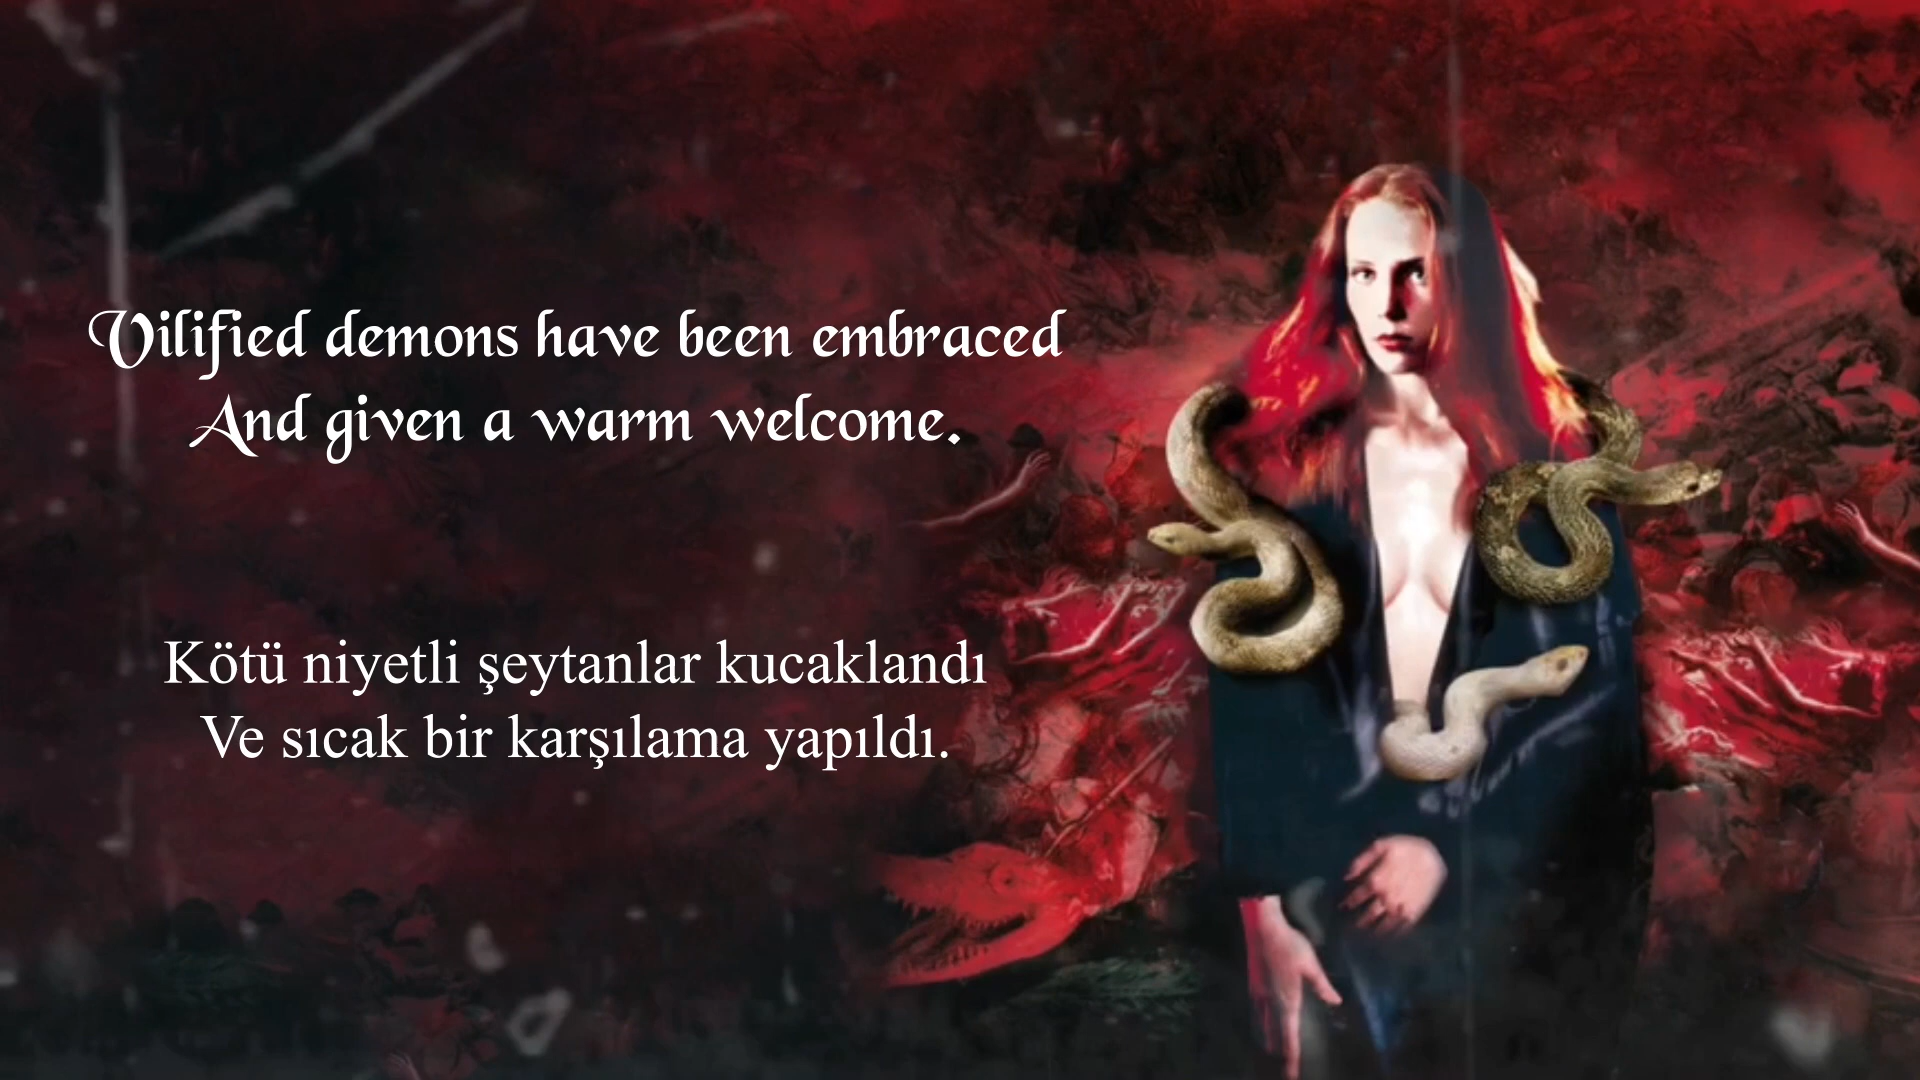 Vilified demons have been embraced
And given a warm welcome.
Kötü niyetli şeytanlar kucaklandı
Ve sıcak bir karşılama yapıldı.